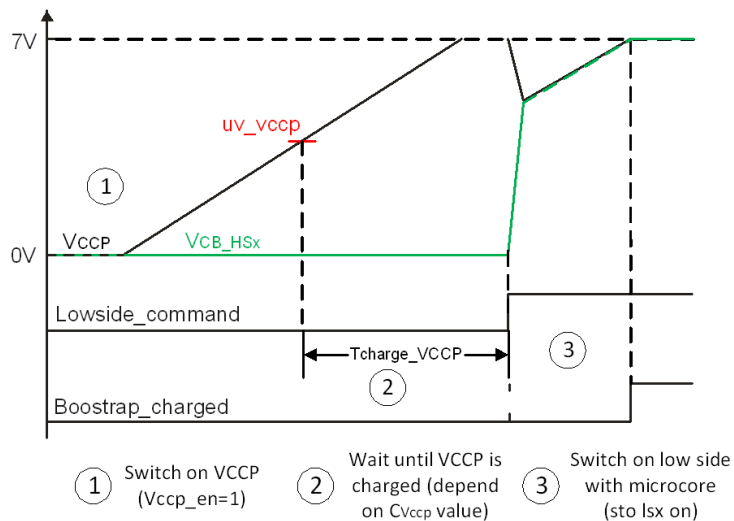 7V
uv_vccp
1
VCCP
VCB_HSx
0V
Lowside_command
Tcharge_VCCP
3
2
Boostrap_charged
1
Switch on VCCP
(Vccp_en=1)
2
Wait until VCCP is
charged (depend
on CVccp value)
3
Switch on low side
with microcore
(sto lsx on)